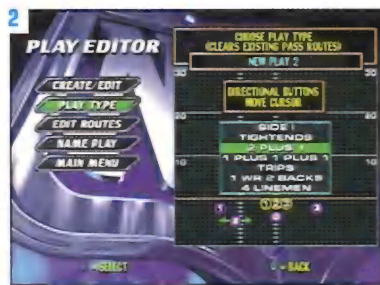 2
PLAY EDITOR
CREATE/EDIT
PLAY TYPE
EDIT ROUTES
NAME PLAY
MAIN MENU
CHOOSE PLAY TYPE
(CLEARS EXISTING PASS ROUTES)
NEW PLAY 2
30 30
DIRECTIONAL BUTTONS
MOVE CURSOR
20 20
SIDE I
TIGHTENDS
2 PLUS 1
1 PLUS 1 PLUS 1
10 10
TRIPS
1 WR 2 BACKS
4 LINEMEN
=SELECT
= BACK